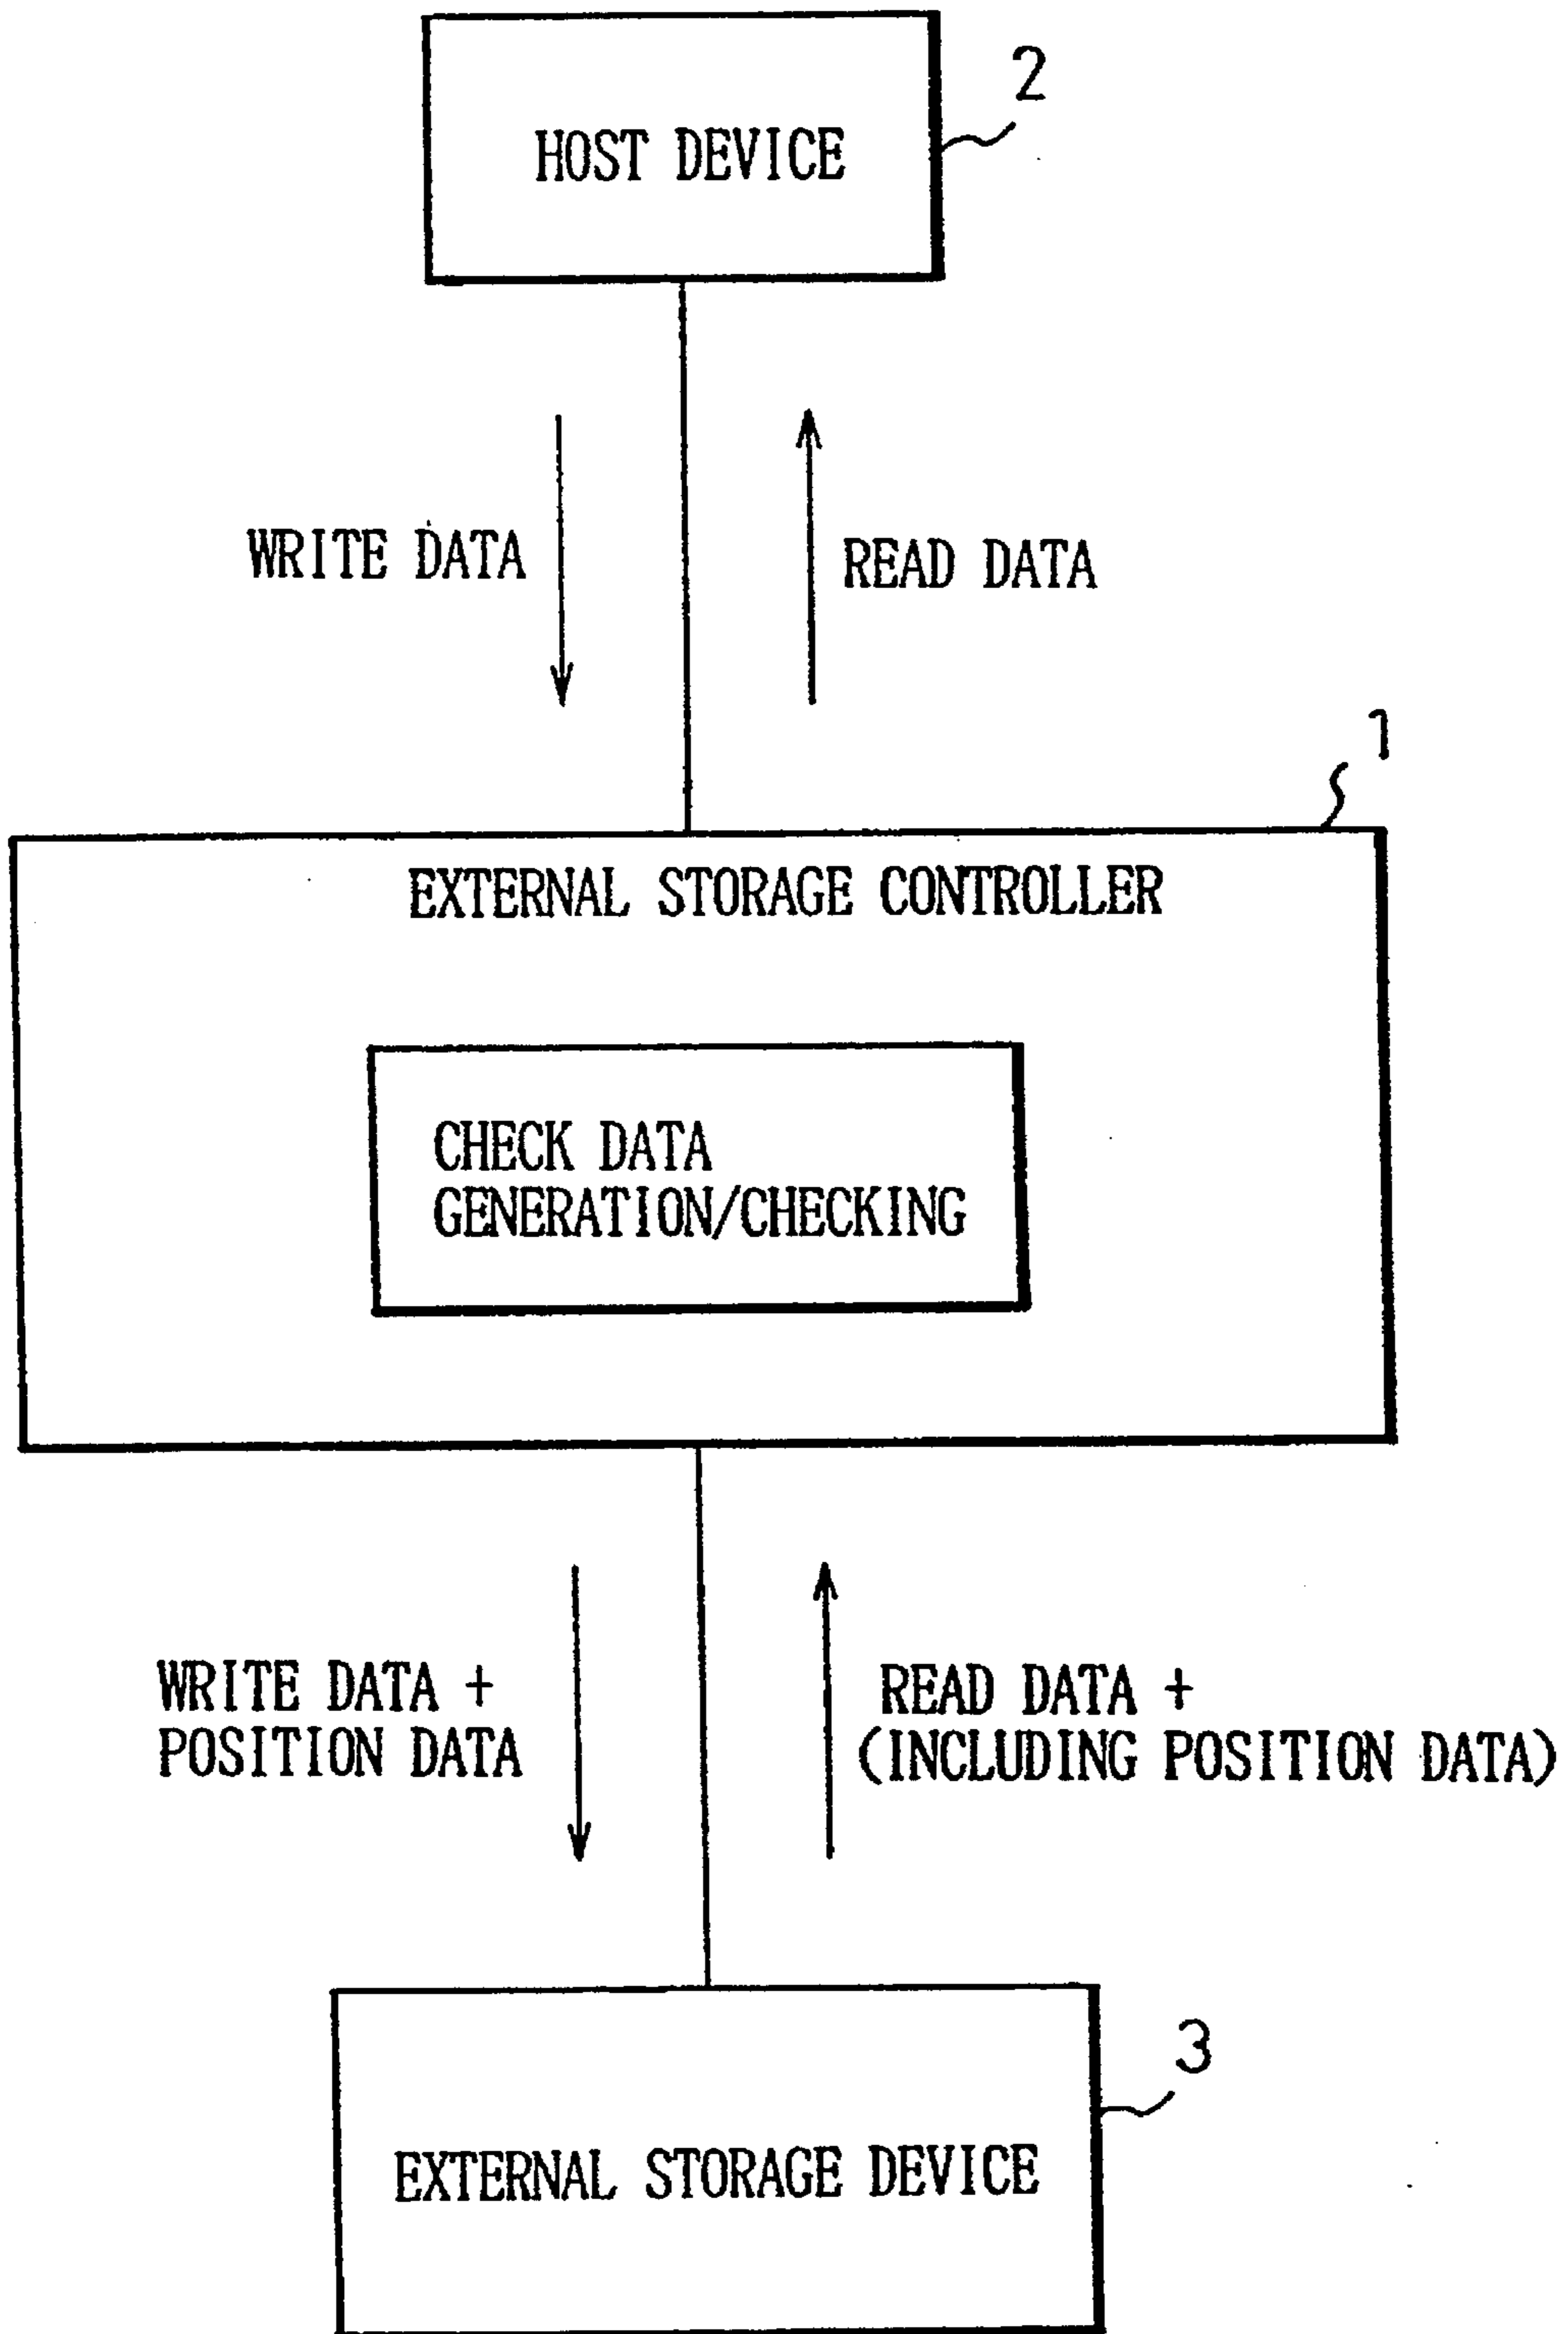 2
HOST DEVICE
WRITE DATA
READ DATA
1
EXTERNAL STORAGE CONTROLLER
CHECK DATA
GENERATION/CHECKING
WRITE DATA +
POSITION DATA
READ DATA +
(INCLUDING POSITION DATA)
3
EXTERNAL STORAGE DEVICE